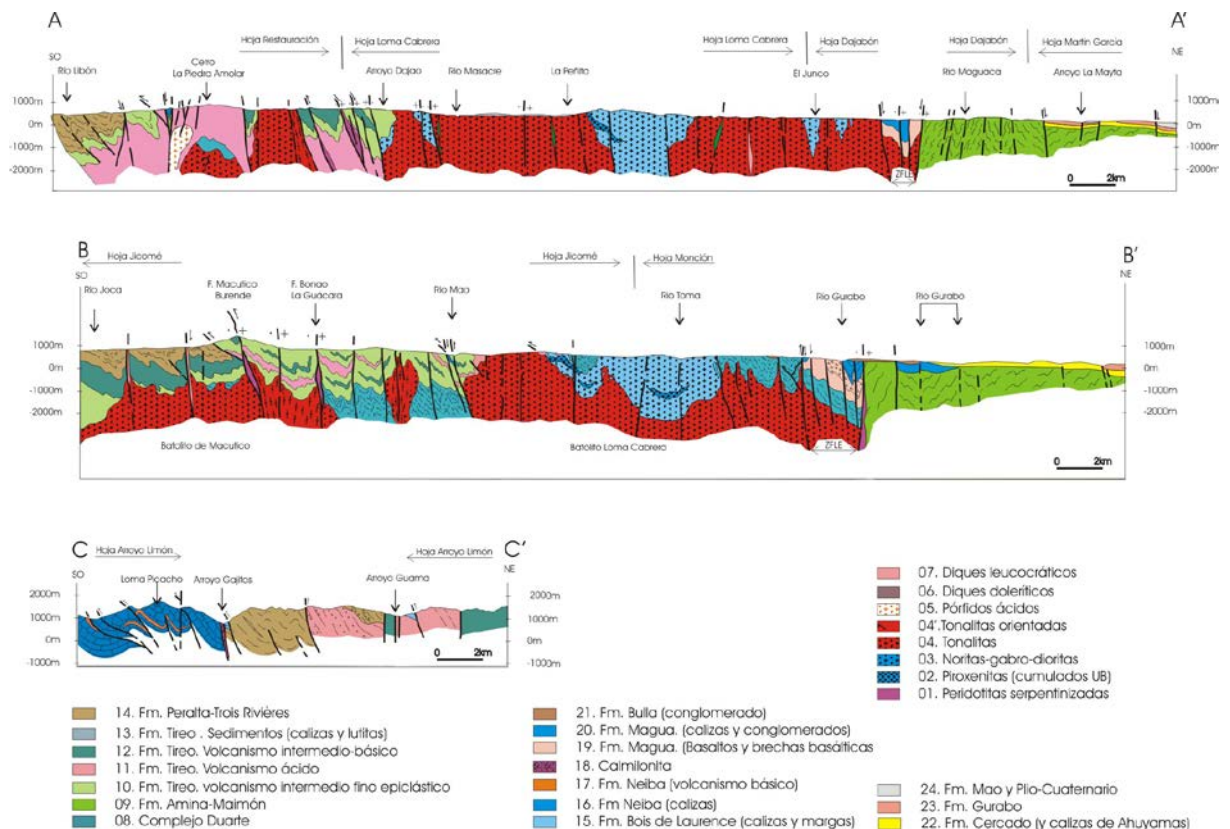 A
A'
SO
NE
Hoja Restauración
Hoja Loma Cabrera
Hoja Loma Cabrera
Hoja Dajabón
Hoja Dajabón
Hoja Martin Garcia
Río Libón
Cerro
La Piedra Amolar
Arroyo Dajao
Río Masacre
La Peñita
El Junco
Río Maguaca
Arroyo La Mayta
1000m
0m
-1000m
-2000m
1000m
0m
-1000m
-2000m
ZFLE
0 2km
B
B'
SO
NE
Hoja Jicomé
Hoja Jicomé
Hoja Monción
Río Joca
F. Macutico
Burende
F. Bonao
La Guácara
Río Mao
Río Toma
Río Gurabo
Río Gurabo
1000m
0m
-1000m
-2000m
1000m
0m
-1000m
-2000m
Batolito de Macutico
Batolito Loma Cabrera
ZFLE
0 2km
C
C'
Hoja Arroyo Limón
Hoja Arroyo Limón
SO
NE
Loma Picacho
Arroyo Gajitos
Arroyo Guama
2000m
1000m
0m
-1000m
2000m
1000m
0m
-1000m
0 2km
07. Diques leucocráticos
06. Diques doleríticos
05. Pórfidos ácidos
04'.Tonalitas orientadas
04. Tonalitas
03. Noritas-gabro-dioritas
02. Piroxenitas (cumulados UB)
01. Peridotitas serpentinizadas
14. Fm. Peralta-Trois Riviéres
13. Fm. Tireo . Sedimentos (calizas y lutitas)
12. Fm. Tireo. Volcanismo intermedio-básico
11. Fm. Tireo. Volcanismo ácido
10. Fm. Tireo. volcanismo intermedio fino epiclástico
09. Fm. Amina-Maimón
08. Complejo Duarte
21. Fm. Bulla (conglomerado)
20. Fm. Magua. (calizas y conglomerados)
19. Fm. Magua. (Basaltos y brechas basálticas
18. Calmilonita
17. Fm. Neiba (volcanismo básico)
16. Fm Neiba (calizas)
15. Fm. Bois de Laurence (calizas y margas)
24. Fm. Mao y Plio-Cuaternario
23. Fm. Gurabo
22. Fm. Cercado (y calizas de Ahuyamas)